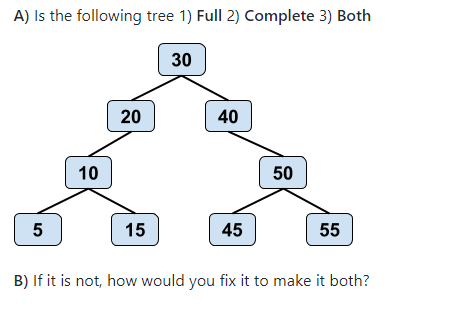 A) Is the following tree 1) Full 2) Complete 3) Both
30
20 40
10 50
5 15 45 55
B) If it is not, how would you fix it to make it both?